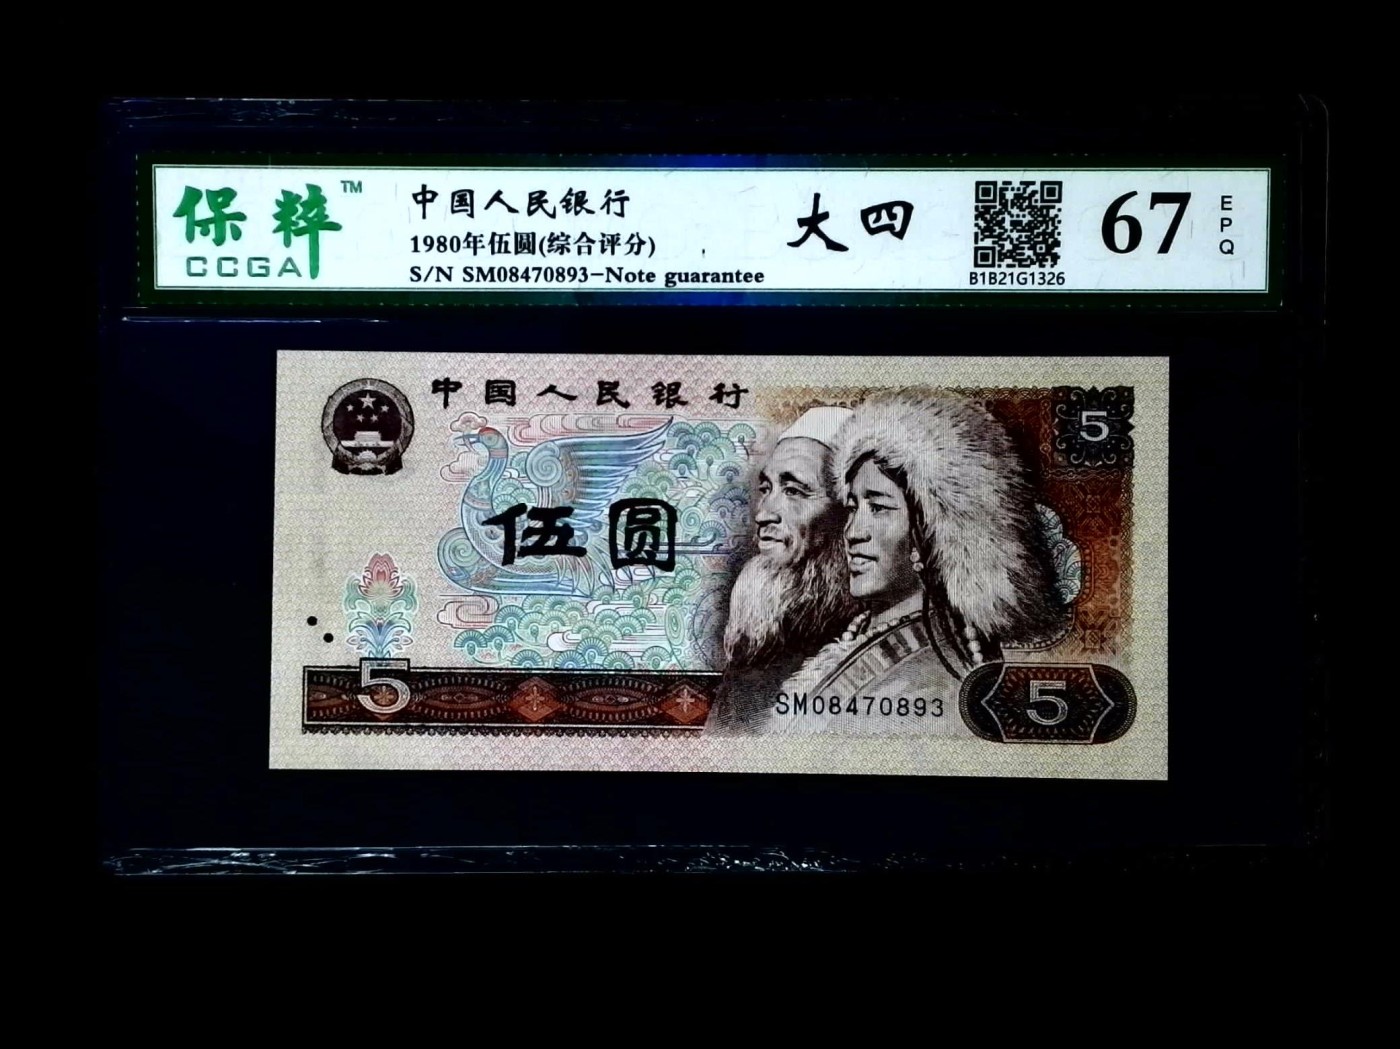 保粹™
CCGA
中国人民银行
1980年伍圆(综合评分)
S/N SM08470893-Note guarantee
大四
B1B21G1326
67
EPQ
中国人民银行
5
伍圆
5
SM08470893
5